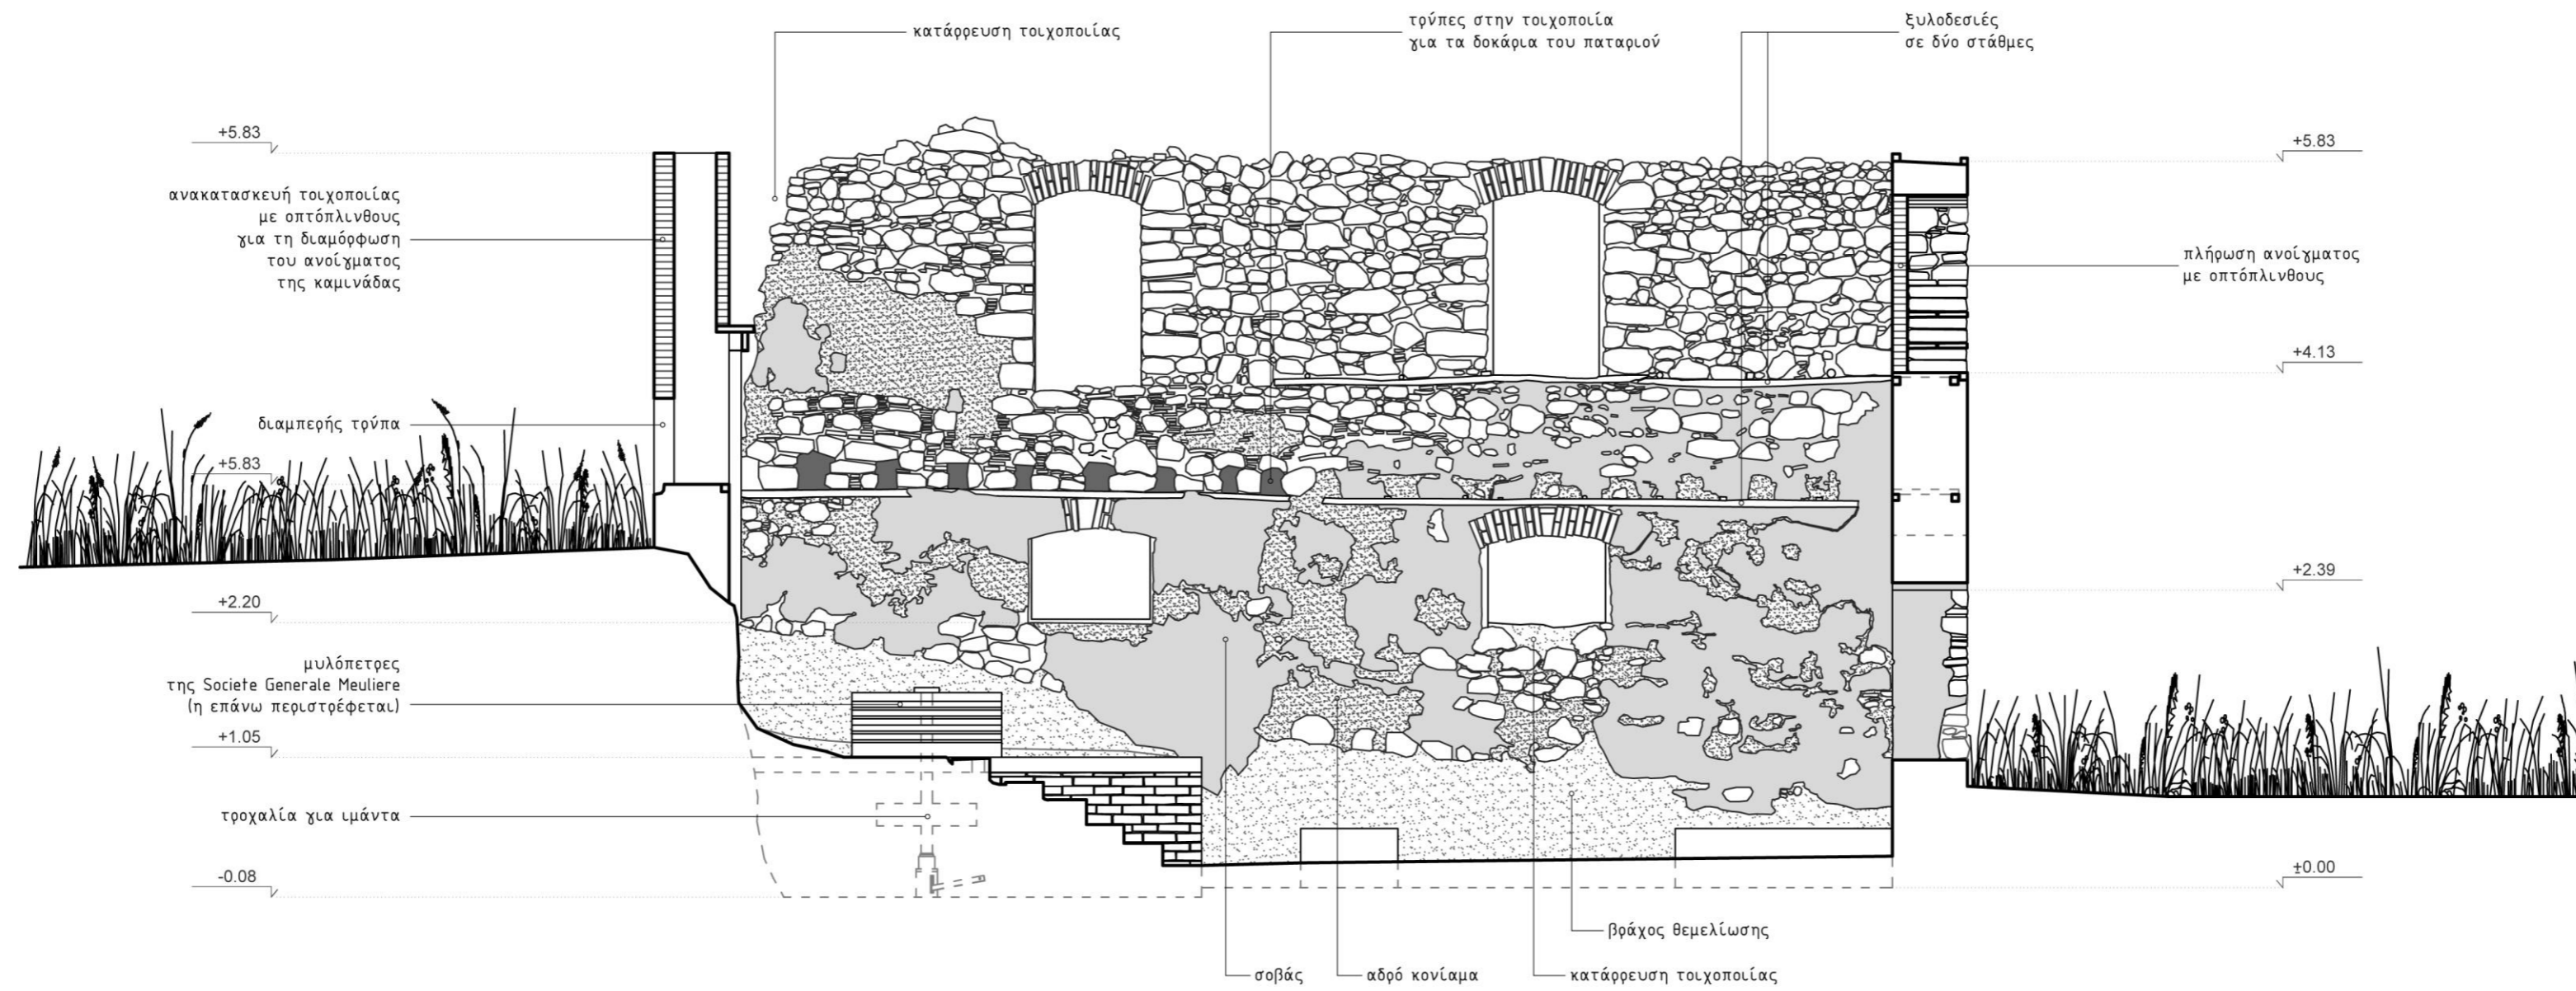 κατάρρευση τοιχοποιίας
τρύπες στην τοιχοποιία
για τα δοκάρια του παταριού
ξυλοδεσιές
σε δύο στάθμες
+5.83
+5.83
ανακατασκευή τοιχοποιίας
με οπτόπλινθους
για τη διαμόρφωση
του ανοίγματος
της καμινάδας
πλήρωση ανοίγματος
με οπτόπλινθους
+4.13
διαμπερής τρύπα
+5.83
+2.39
+2.20
μυλόπετρες
της Societe Generale Meuliere
(η επάνω περιστρέφεται)
+1.05
τροχαλία για ιμάντα
-0.08
±0.00
βράχος θεμελίωσης
σοβάς
αδρό κονίαμα
κατάρρευση τοιχοποιίας